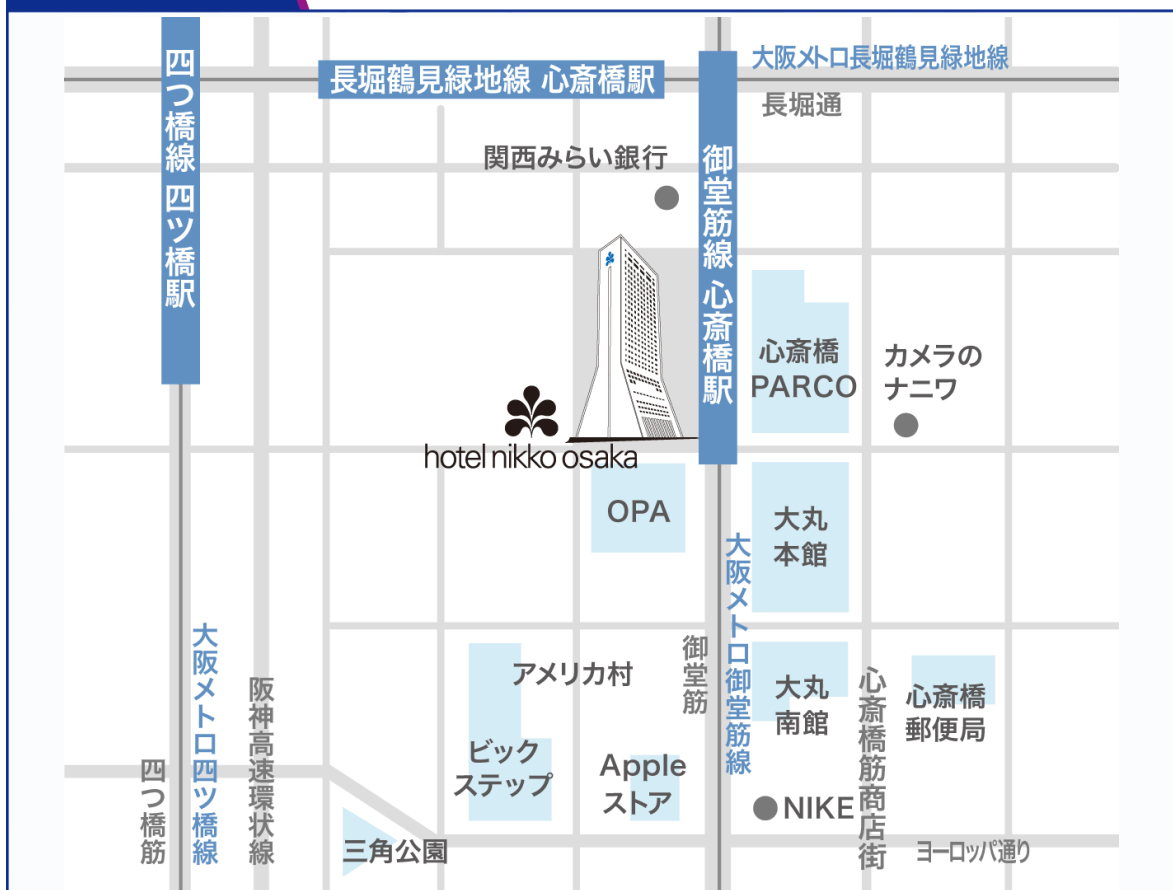 大阪メトロ長堀鶴見緑地線
長堀鶴見緑地線 心斎橋駅
長堀通
四つ橋線 四ツ橋駅
関西みらい銀行
御堂筋線 心斎橋駅
心斎橋
PARCO
カメラの
ナニワ
hotel nikko osaka
OPA
大丸
本館
大阪メトロ御堂筋線
御堂筋
アメリカ村
大丸
南館
心斎橋
郵便局
心斎橋筋商店街
大阪メトロ四ツ橋線
阪神高速環状線
四つ橋筋
ビック
ステップ
Apple
ストア
NIKE
三角公園
ヨーロッパ通り